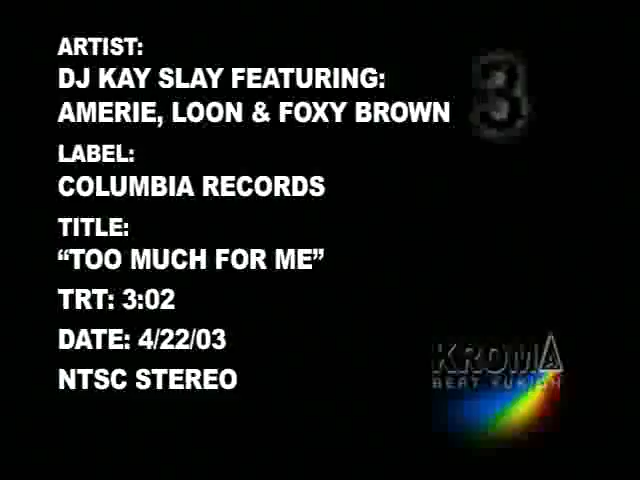 ARTIST:
DJ KAY SLAY FEATURING:
AMERIE, LOON & FOXY BROWN
3
LABEL:
COLUMBIA RECORDS
TITLE:
“TOO MUCH FOR ME”
TRT: 3:02
DATE: 4/22/03
NTSC STEREO
KROMA